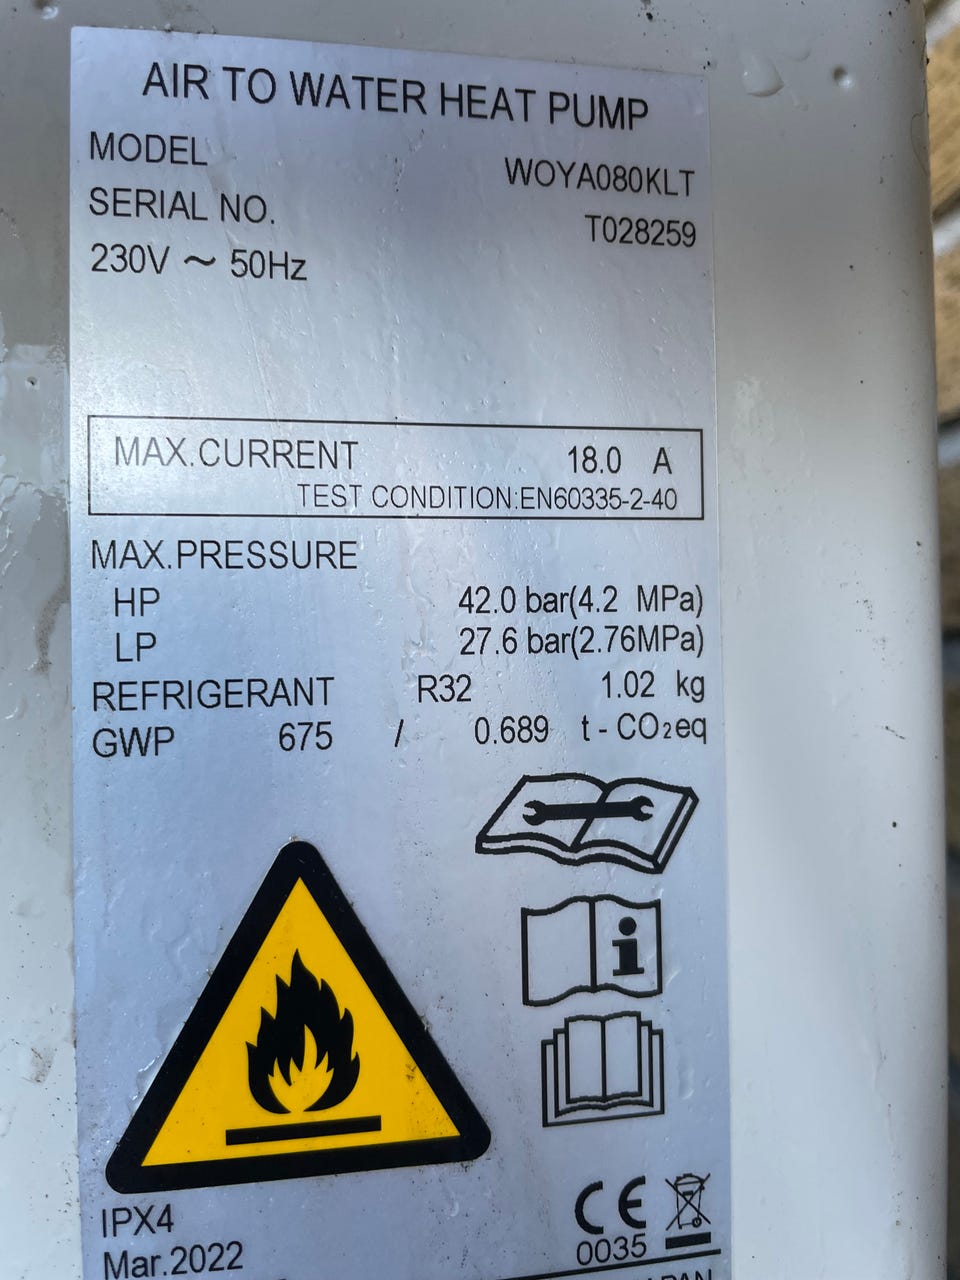 AIR TO WATER HEAT PUMP
MODEL WOYA080KLT
SERIAL NO. T028259
230V ~ 50Hz
MAX.CURRENT 18.0 A
TEST CONDITION:EN60335-2-40
MAX.PRESSURE
HP 42.0 bar(4.2 MPa)
LP 27.6 bar(2.76MPa)
REFRIGERANT R32 1.02 kg
GWP 675 / 0.689 t-CO₂eq
i
IPX4
CE
0035
Mar.2022